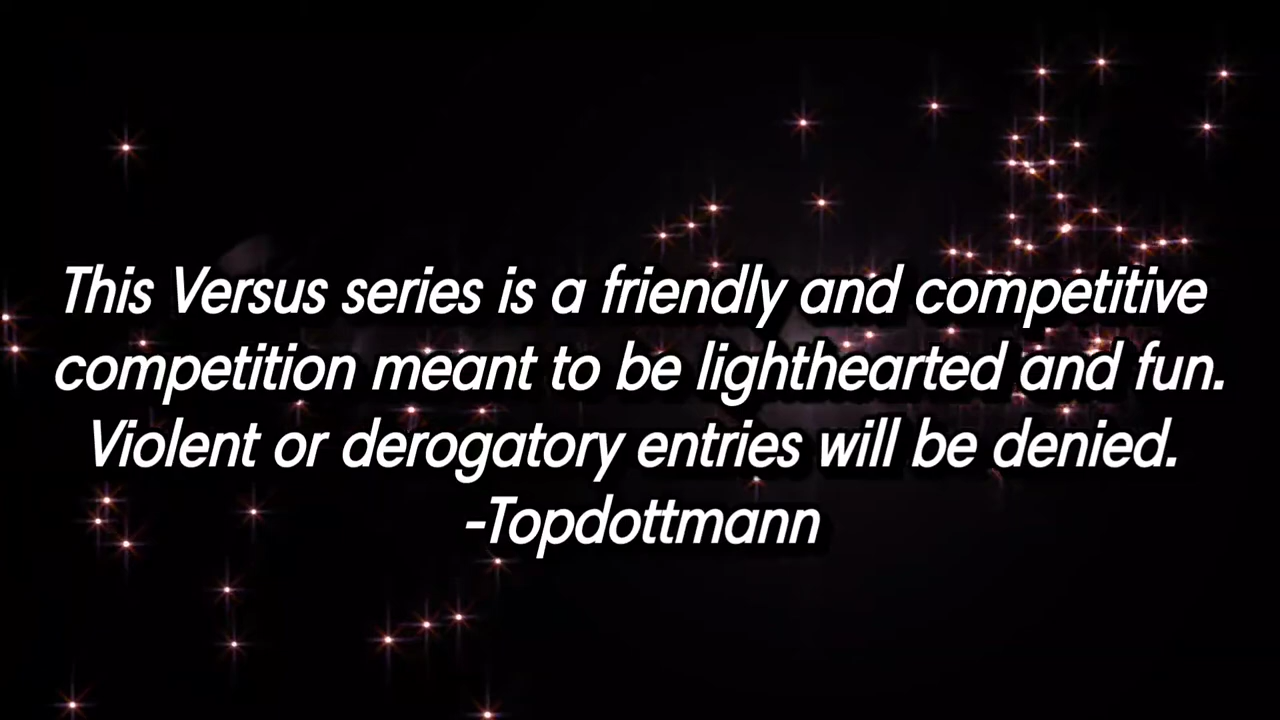 This Versus series is a friendly and competitive
competition meant to be lighthearted and fun.
Violent or derogatory entries will be denied.
-Topdottmann